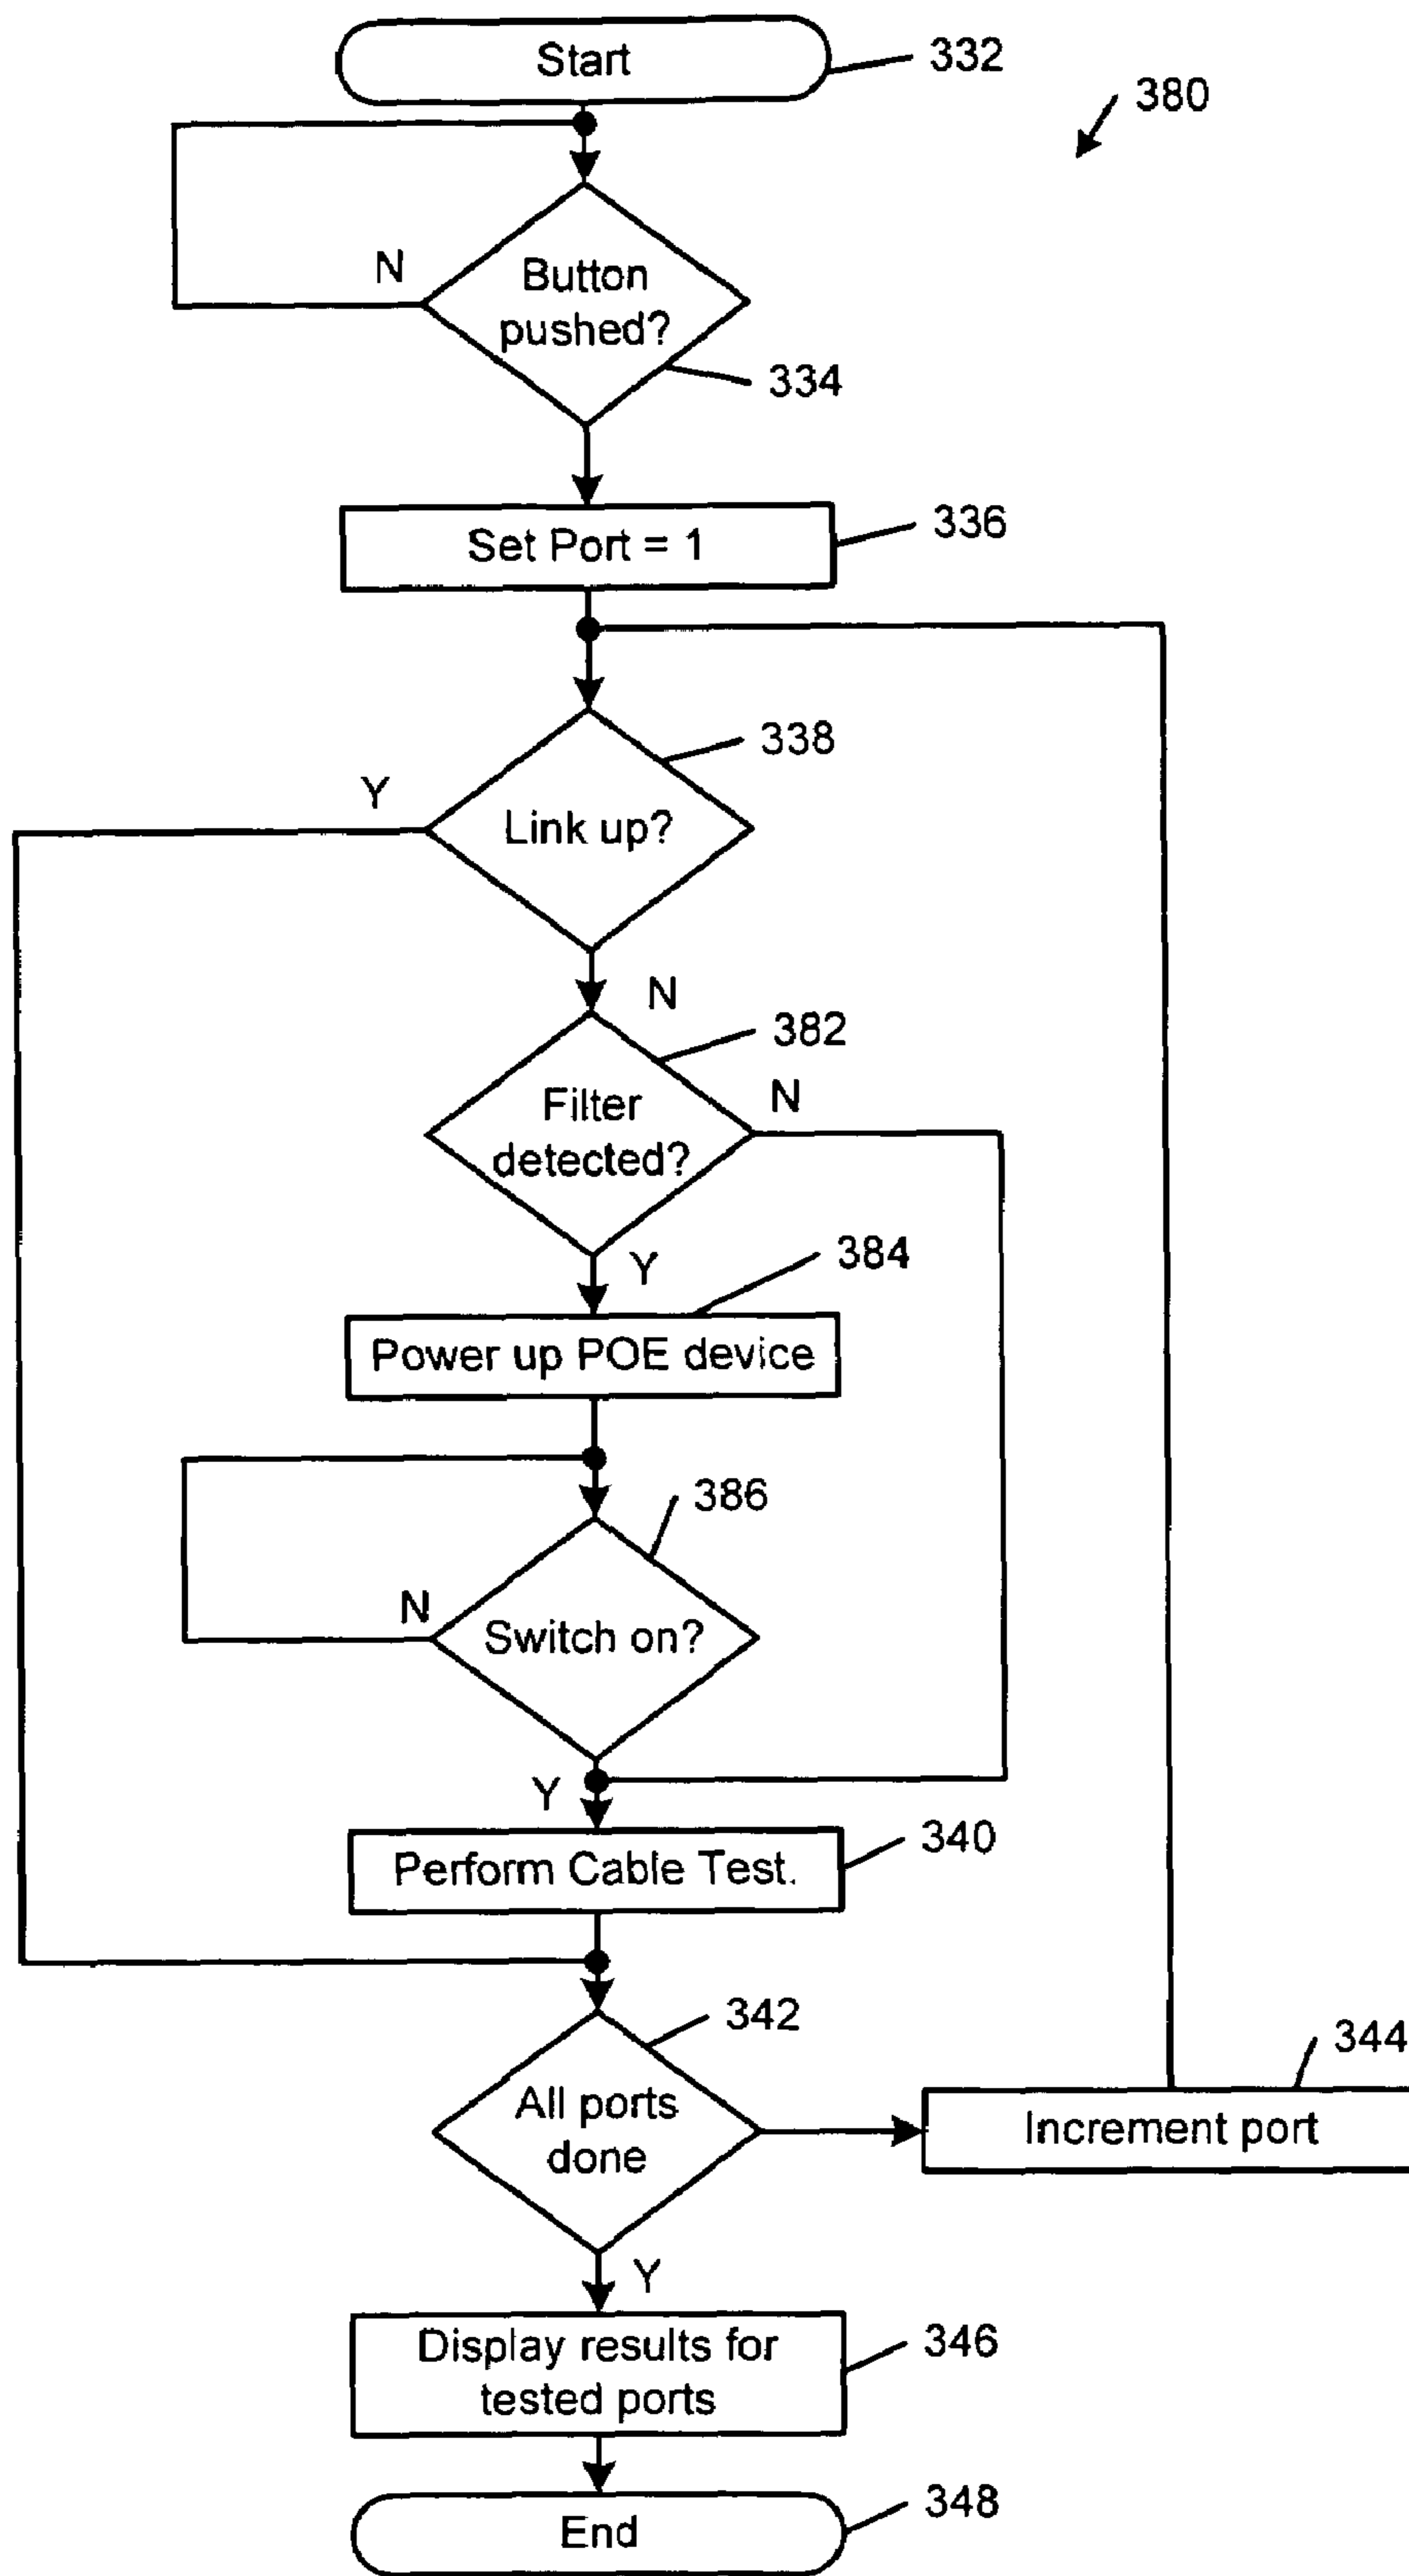 Start
332
380
N
Button
pushed?
334
Set Port = 1
336
338
Y
Link up?
N
382
Filter
detected?
N
Y
384
Power up POE device
386
N
Switch on?
Y
340
Perform Cable Test.
342
All ports
done
344
Increment port
Y
Display results for
tested ports
346
End
348